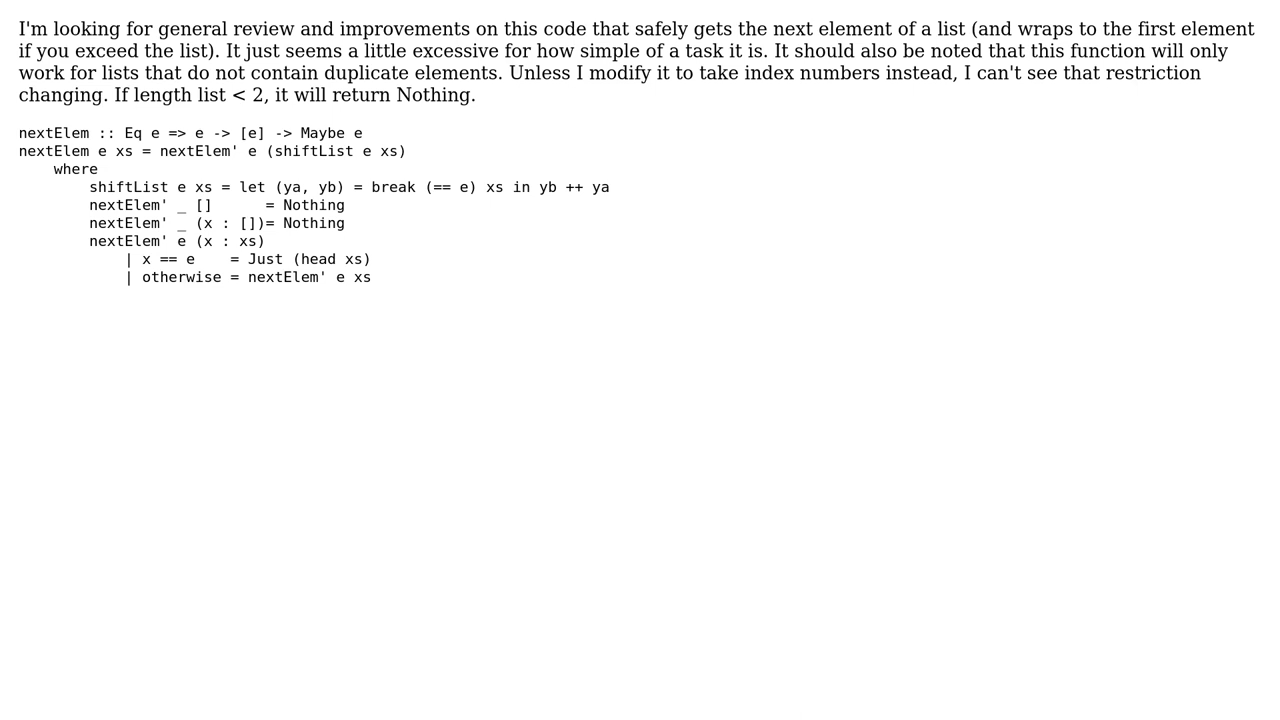 I'm looking for general review and improvements on this code that safely gets the next element of a list (and wraps to the first element
if you exceed the list). It just seems a little excessive for how simple of a task it is. It should also be noted that this function will only
work for lists that do not contain duplicate elements. Unless I modify it to take index numbers instead, I can't see that restriction
changing. If length list < 2, it will return Nothing.
nextElem :: Eq e => e -> [e] -> Maybe e
nextElem e xs = nextElem' e (shiftList e xs)
    where
        shiftList e xs = let (ya, yb) = break (== e) xs in yb ++ ya
        nextElem' _ []      = Nothing
        nextElem' _ (x : [])= Nothing
        nextElem' e (x : xs)
            | x == e    = Just (head xs)
            | otherwise = nextElem' e xs